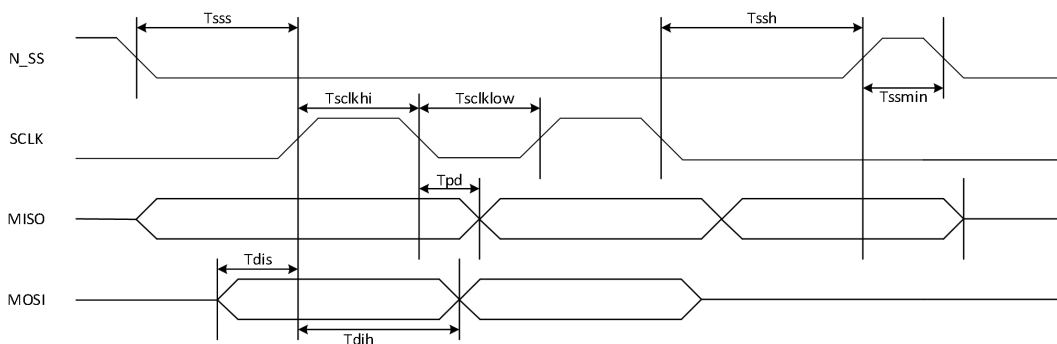 Tsss
Tssh
N_SS
Tssmin
Tsclkhi
Tsclklow
SCLK
Tpd
MISO
Tdis
MOSI
Tdih